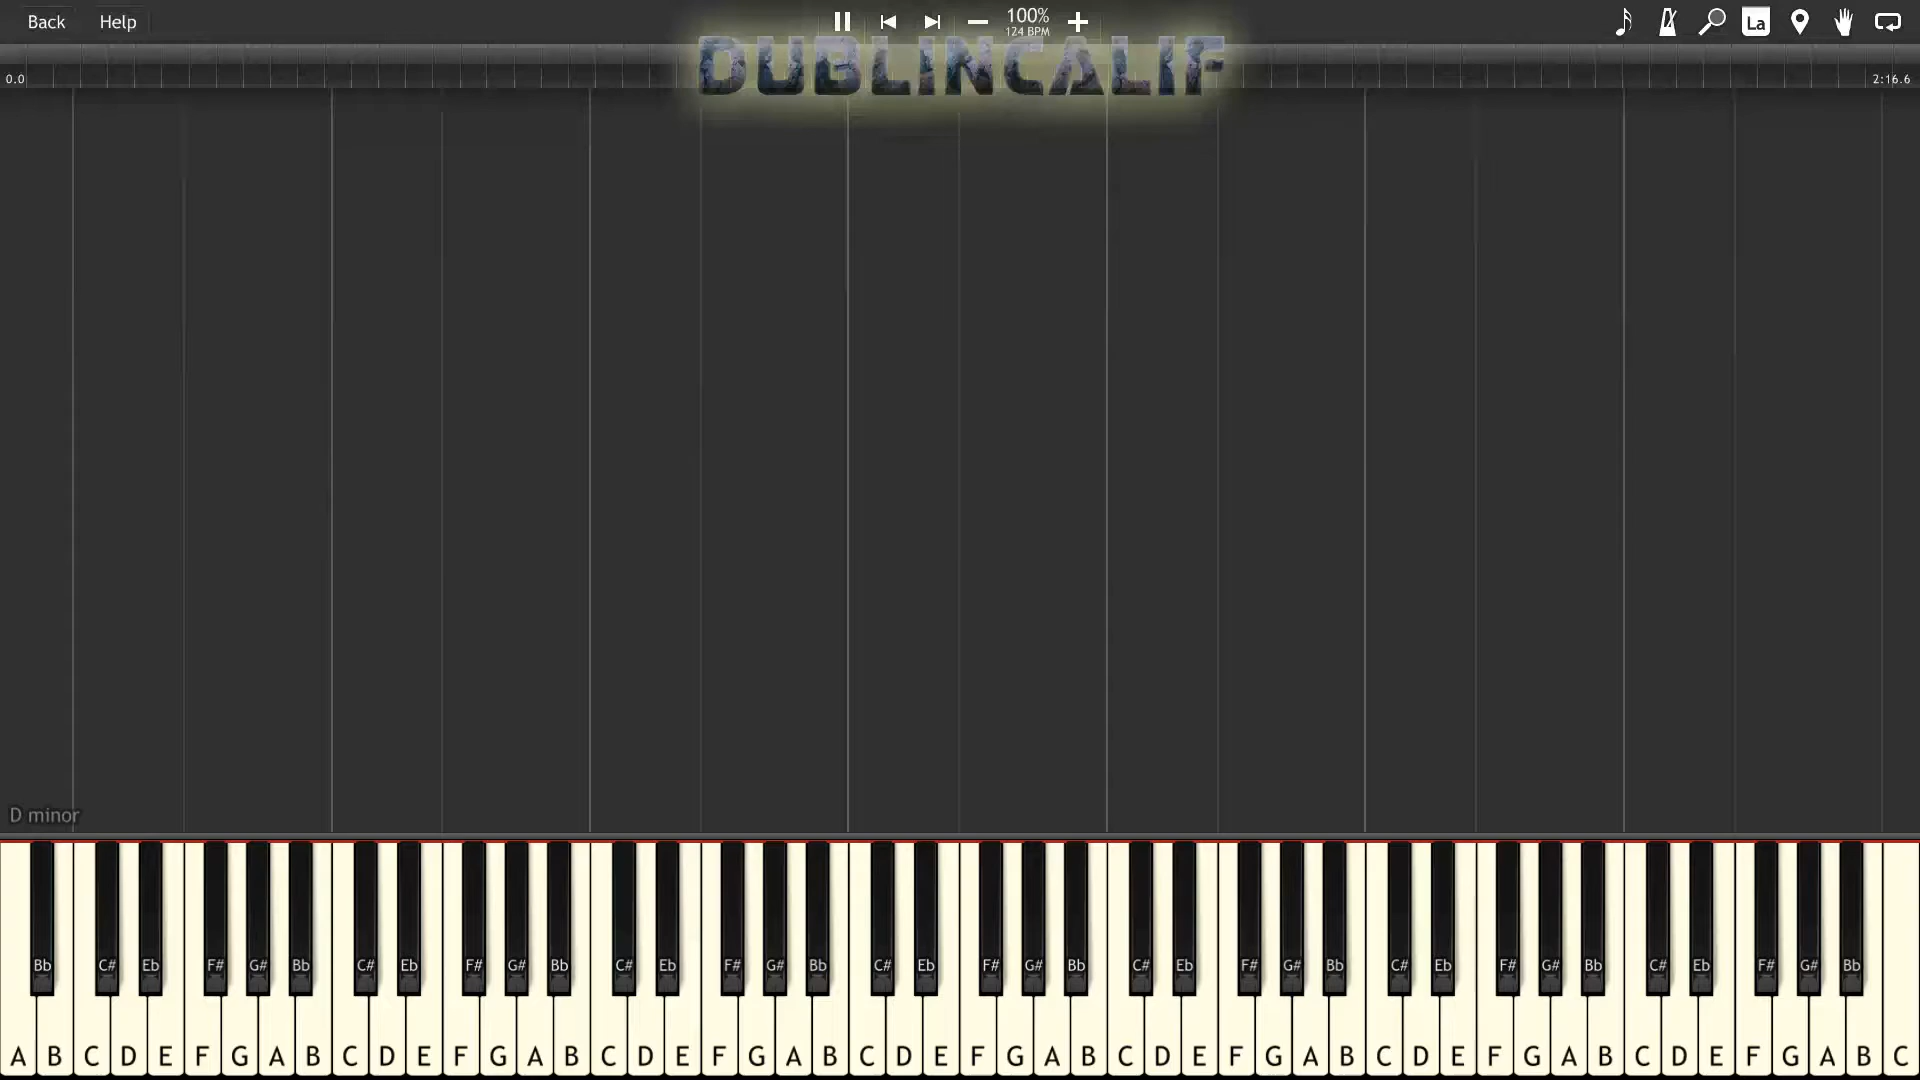 Back Help 100%
124 BPM La
DUBLINCALIF
0.0 2:16.6
D minor
Bb C# Eb F# G# Bb C# Eb F# G# Bb C# Eb F# G# Bb C# Eb F# G# Bb C# Eb F# G# Bb C# Eb F# G# Bb C# Eb F# G# Bb
A B C D E F G A B C D E F G A B C D E F G A B C D E F G A B C D E F G A B C D E F G A B C D E F G A B C